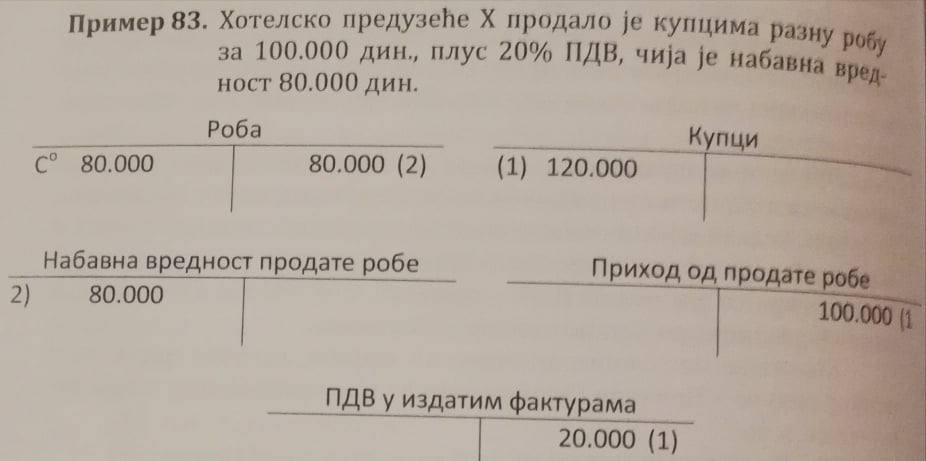 Пример 83. Хотелско предузеће X продало је купцима разну робу
за 100.000 дин., плус 20% ПДВ, чија је набавна вред-
ност 80.000 дин.
Роба
C° 80.000 80.000 (2)
Купци
(1) 120.000
Набавна вредност продате робе
2) 80.000
Приход од продате робе
100.000 (1
ПДВ у издатим фактурама
20.000 (1)